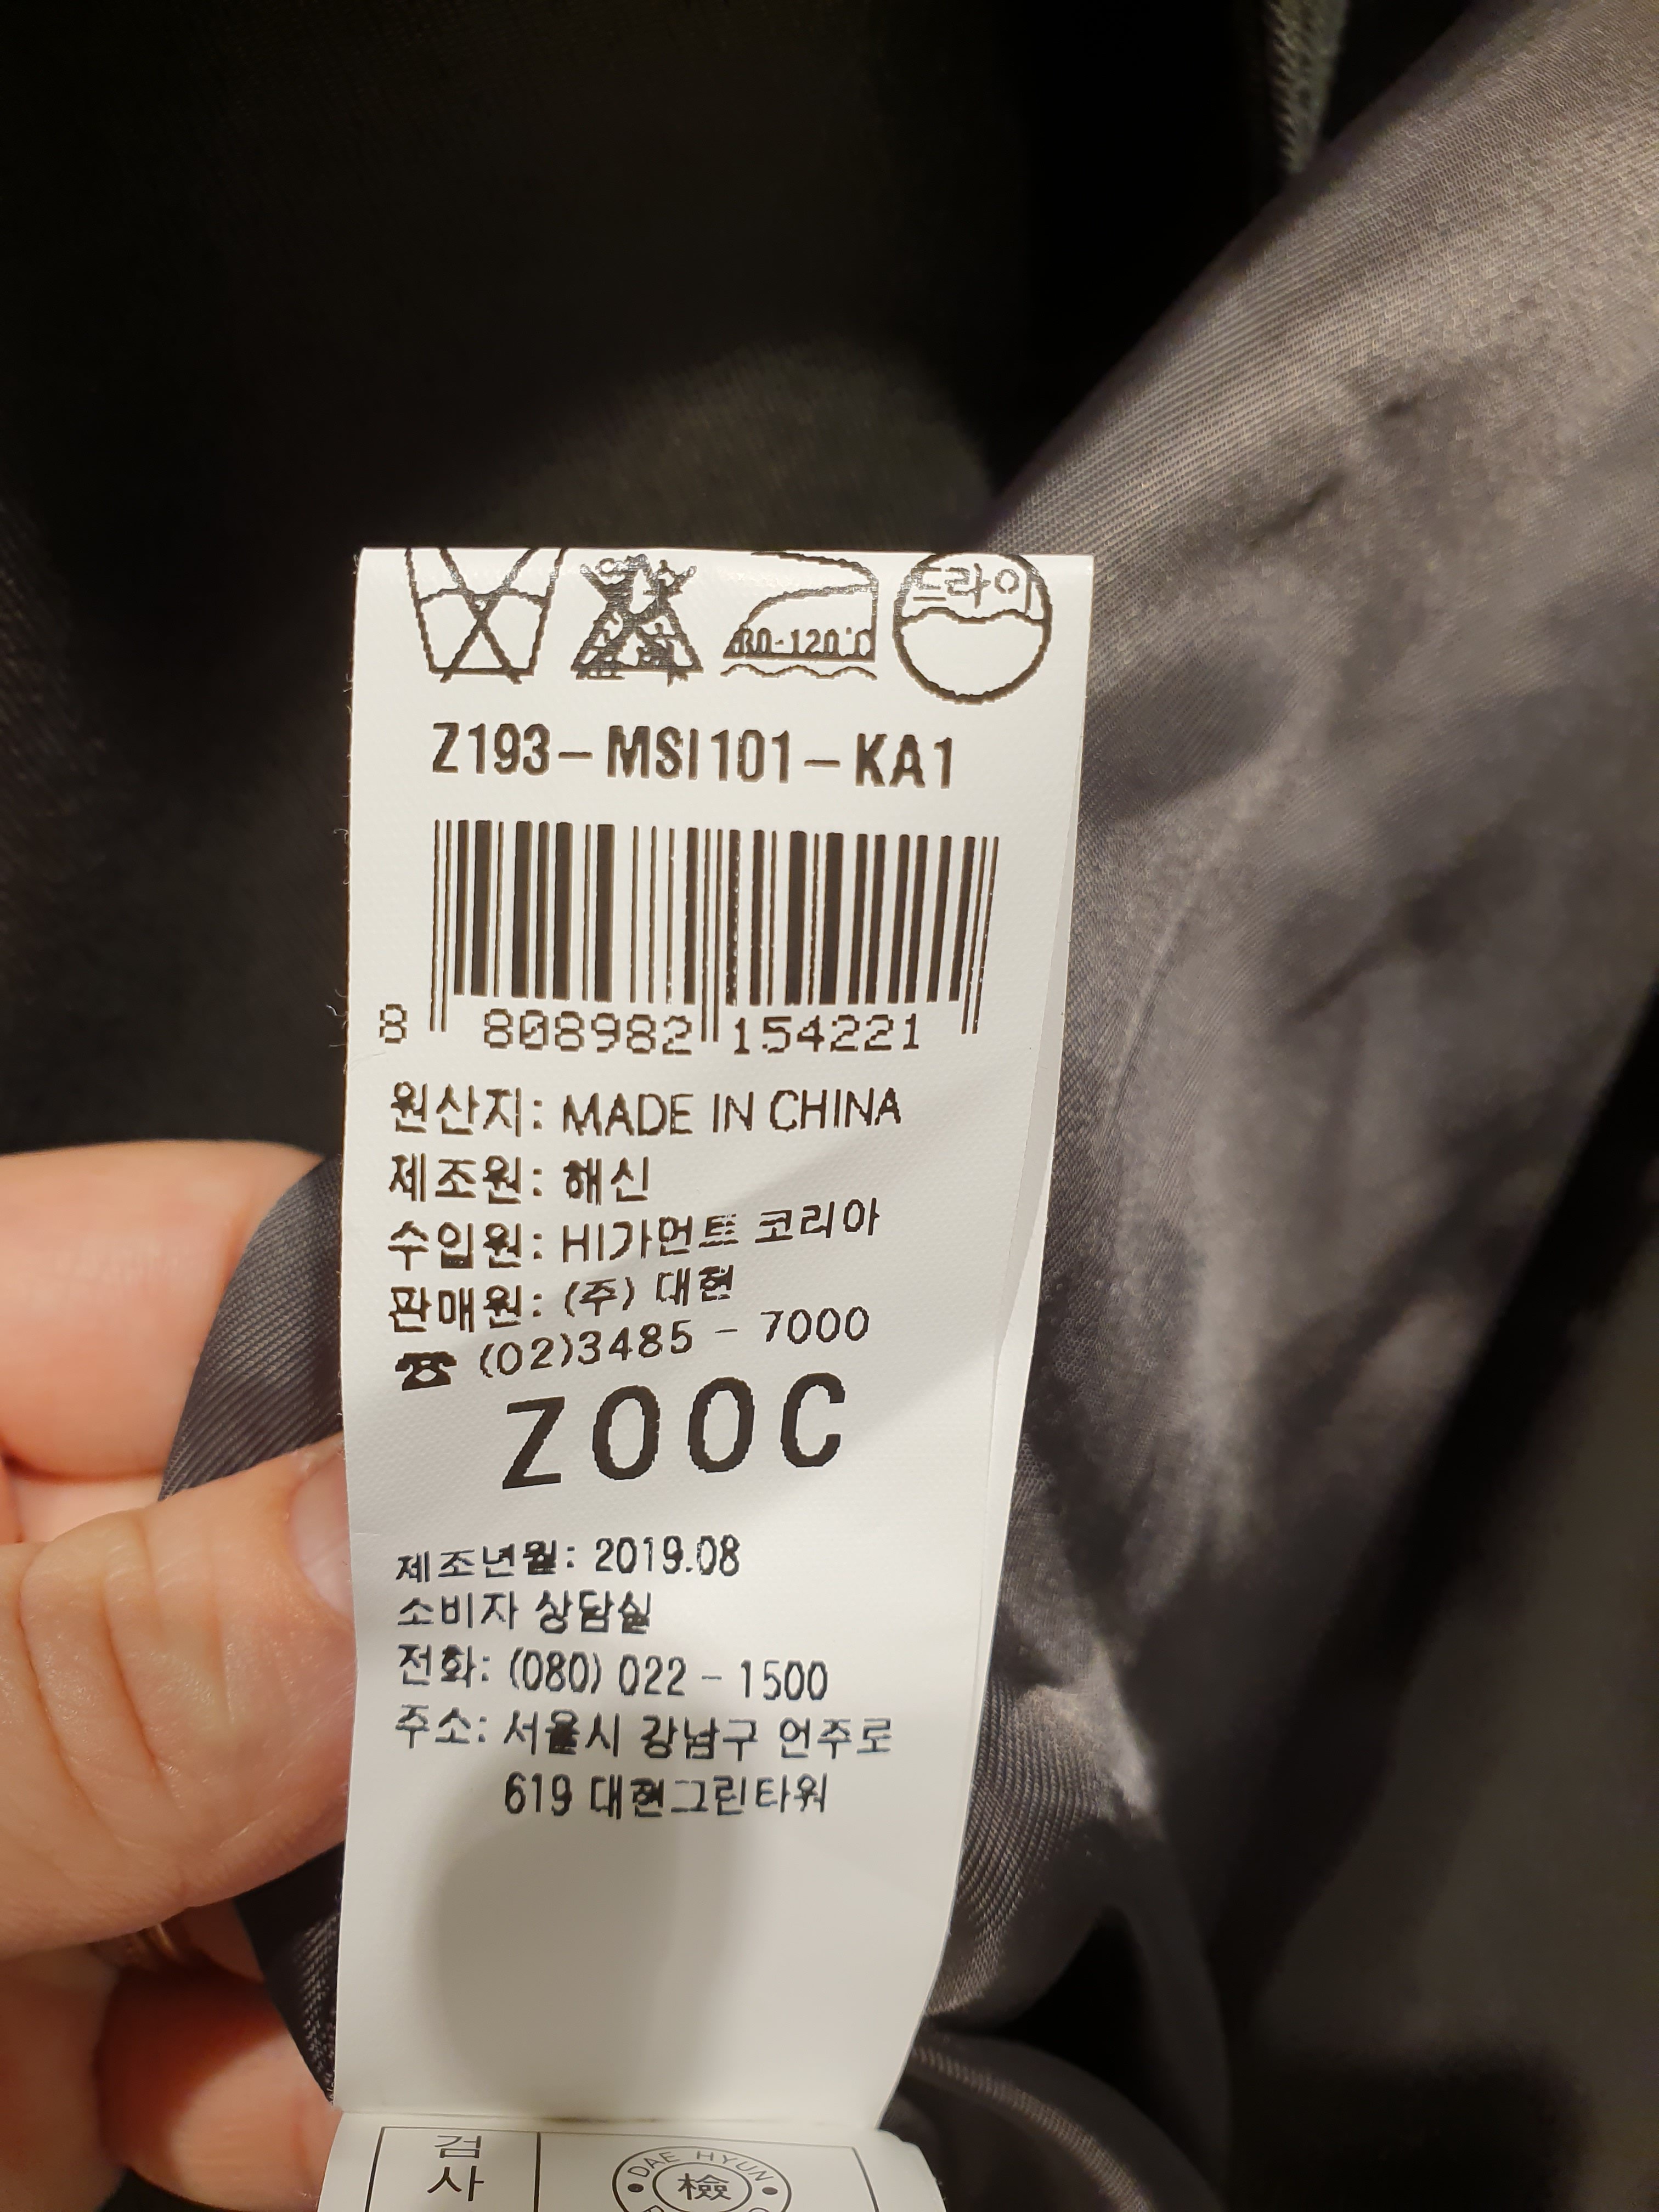 드라이
80-120℃
Z193-MSI101-KA1
8 808982 154221
원산지: MADE IN CHINA
제조원: 해신
수입원: HI가먼트 코리아
판매원: (주) 대현
☎ (02)3485 - 7000
ZOOC
제조년월: 2019.08
소비자 상담실
전화: (080) 022 - 1500
주소: 서울시 강남구 언주로
619 대현그린타워
검
사
DAE HYUN
檢